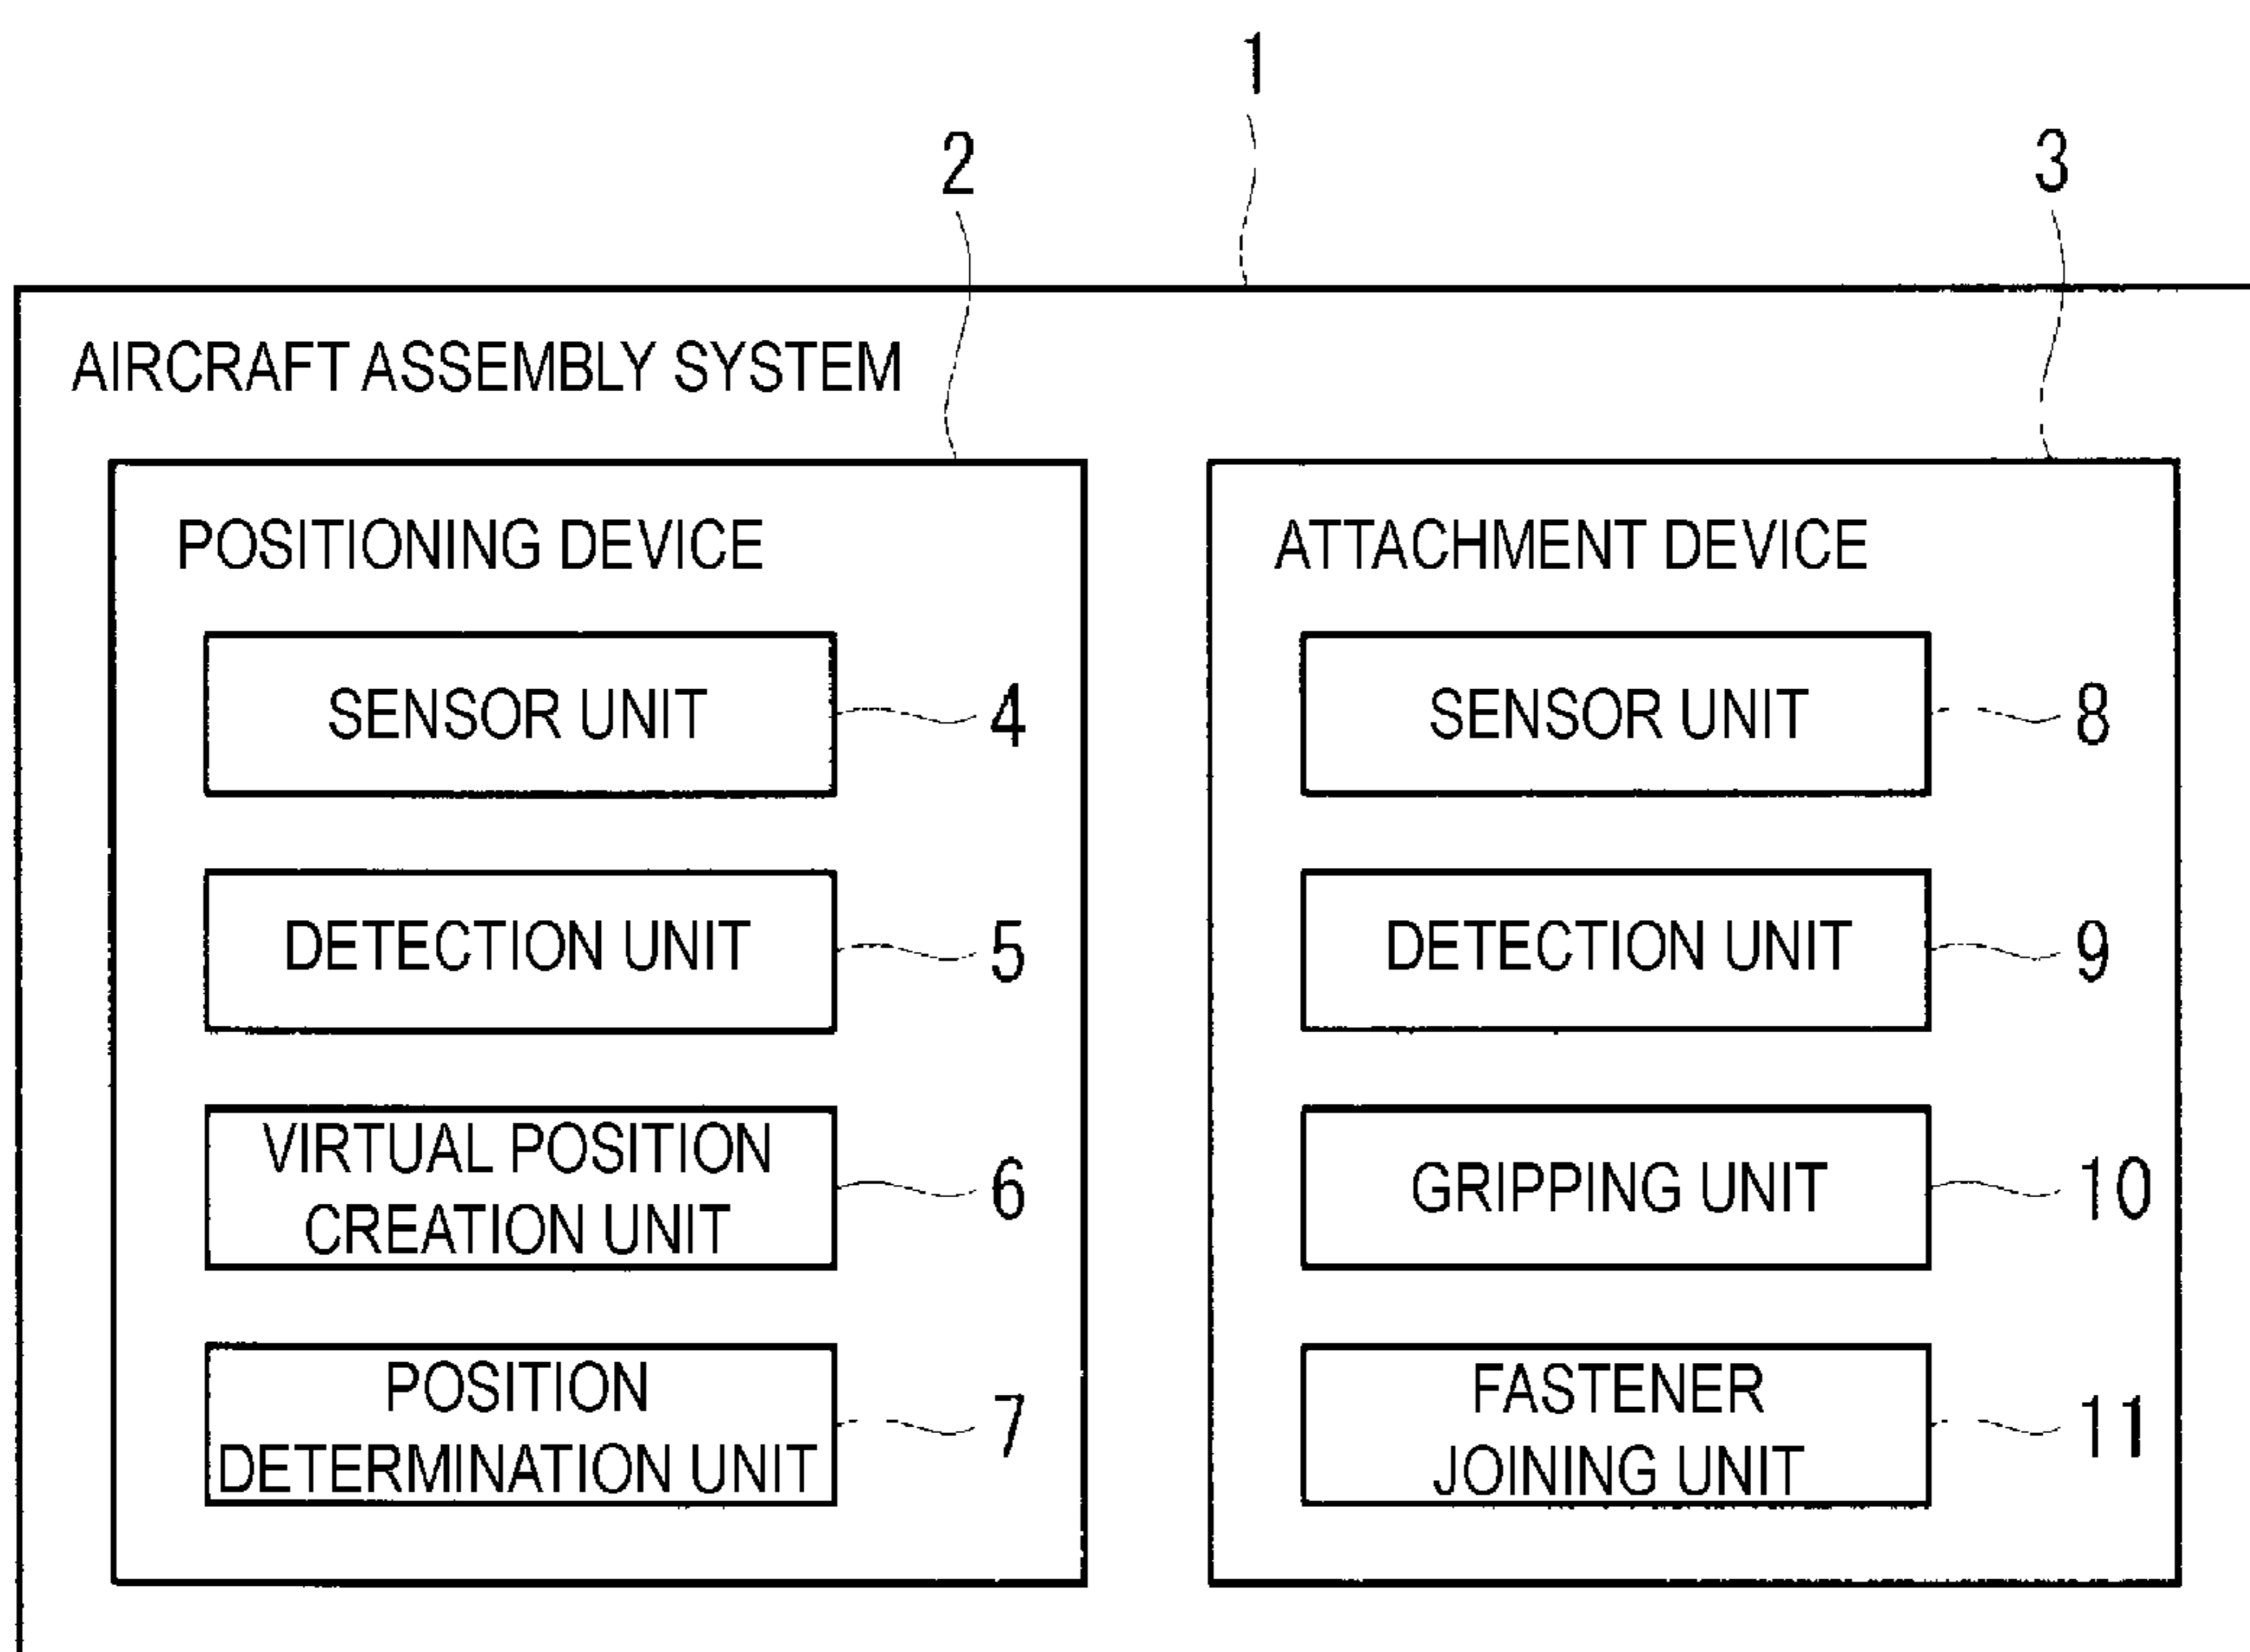 1
2
3
AIRCRAFT ASSEMBLY SYSTEM
POSITIONING DEVICE
SENSOR UNIT
4
DETECTION UNIT
5
VIRTUAL POSITION
CREATION UNIT
6
POSITION
DETERMINATION UNIT
7
ATTACHMENT DEVICE
SENSOR UNIT
8
DETECTION UNIT
9
GRIPPING UNIT
10
FASTENER
JOINING UNIT
11